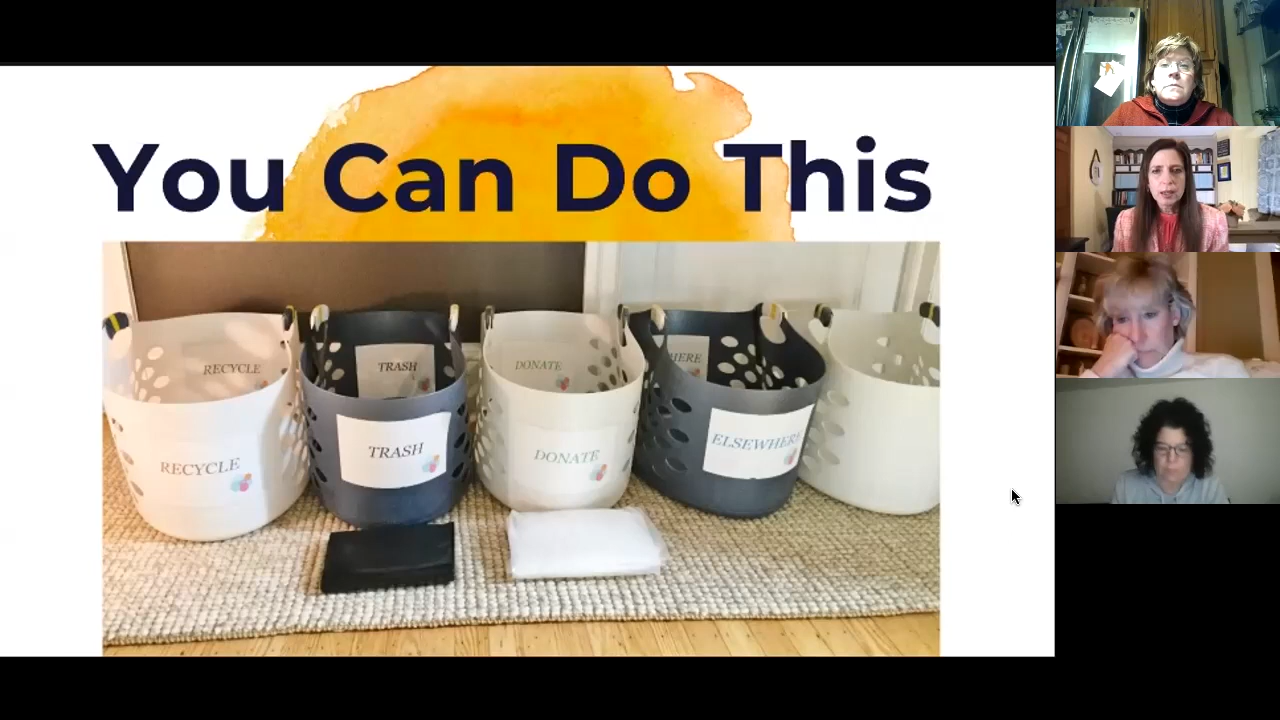 You Can Do This
RECYCLE
TRASH
DONATE
HERE
RECYCLE
TRASH
DONATE
ELSEWHERE